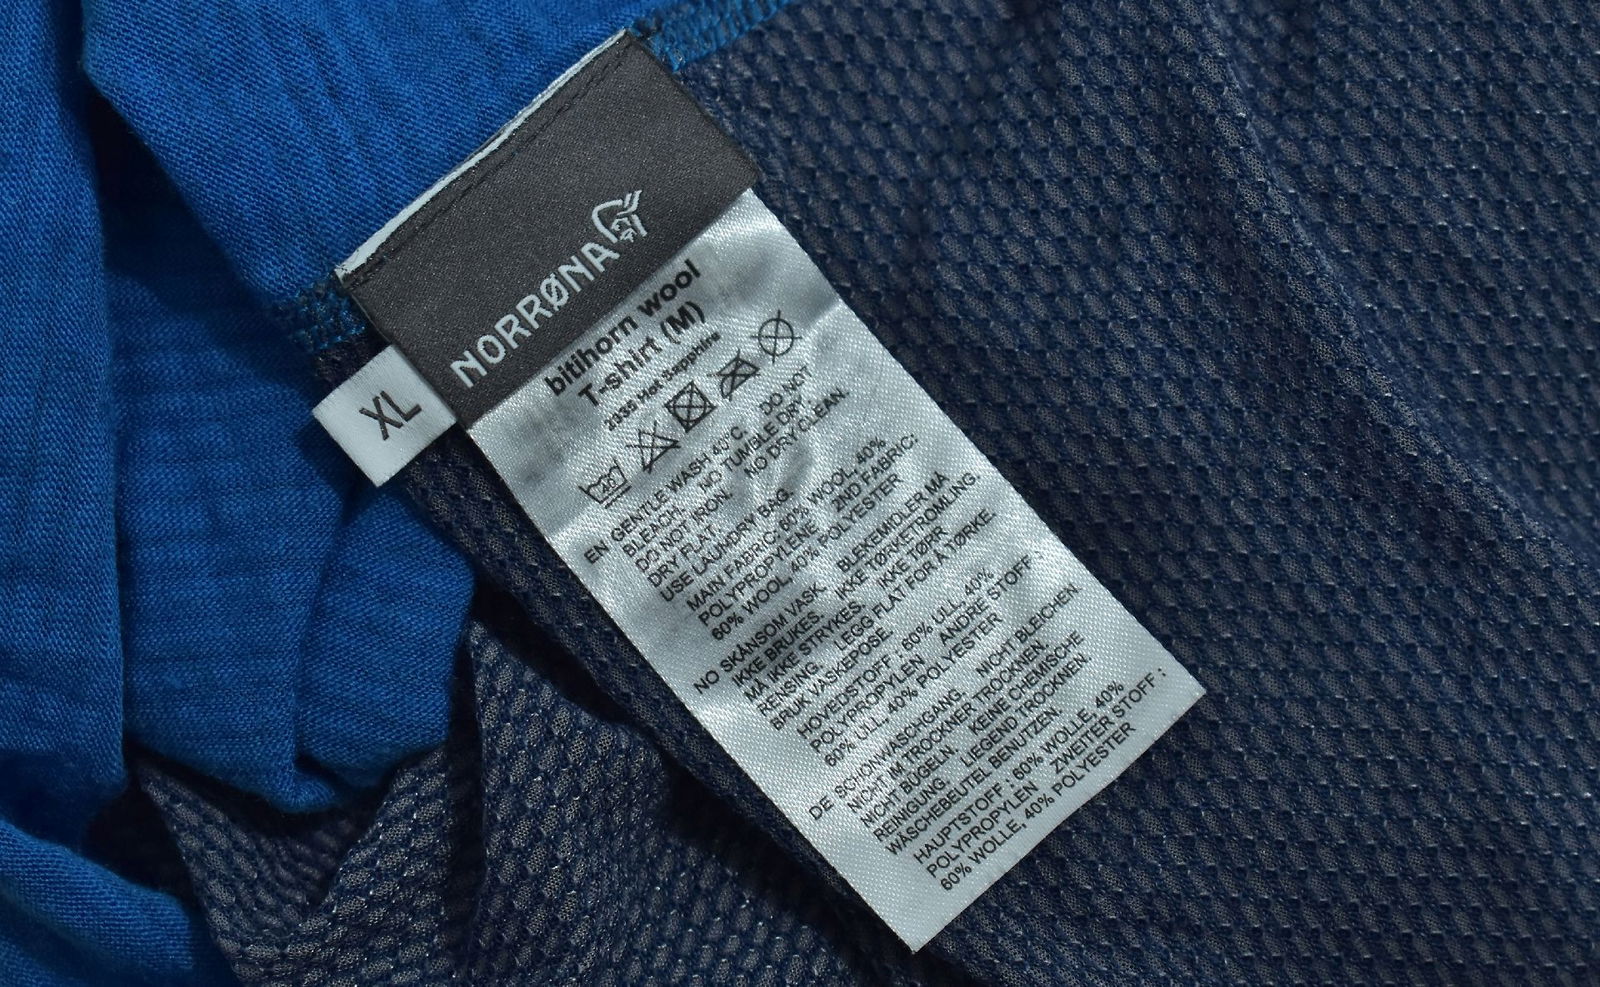 NORRØNA
XL
bitihorn wool
T-shirt (M)
2935 Hot Sapphire
40°
EN GENTLE WASH 40°C. DO NOT
BLEACH. NO TUMBLE DRY.
DO NOT IRON. NO DRY CLEAN.
DRY FLAT.
USE LAUNDRY BAG.
MAIN FABRIC: 60% WOOL, 40%
POLYPROPYLENE 2ND FABRIC:
60% WOOL, 40% POLYESTER
NO SKÅNSOM VASK. BLEKEMIDLER MÅ
IKKE BRUKES. IKKE TØRKETROMLING.
MÅ IKKE STRYKES. IKKE TØRR
RENSING. LEGG FLAT FOR Å TØRKE.
BRUK VASKEPOSE.
HOVEDSTOFF : 60% ULL, 40%
POLYPROPYLEN ANDRE STOFF :
60% ULL, 40% POLYESTER
DE SCHONWASCHGANG. NICHT BLEICHEN.
NICHT IM TROCKNER TROCKNEN.
NICHT BÜGELN. KEINE CHEMISCHE
REINIGUNG. LIEGEND TROCKNEN.
WÄSCHEBEUTEL BENUTZEN.
HAUPTSTOFF : 60% WOLLE, 40%
POLYPROPYLEN ZWEITER STOFF :
60% WOLLE, 40% POLYESTER